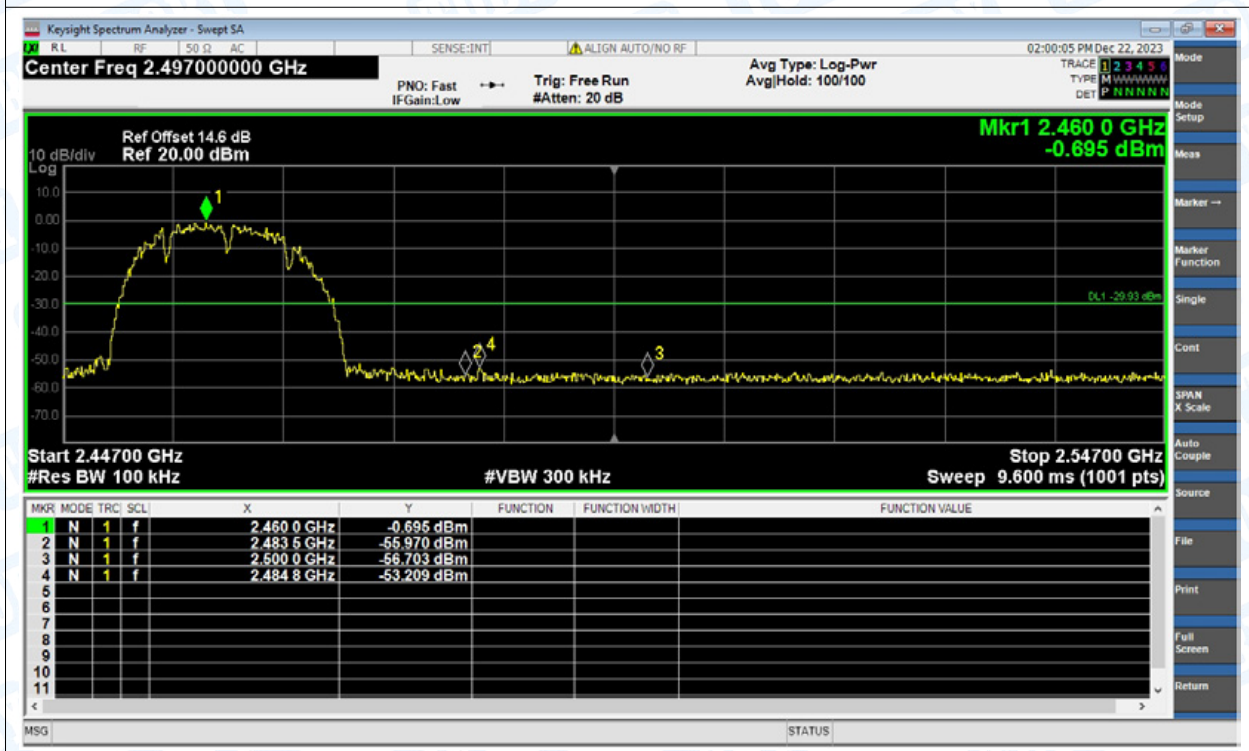 Keysight Spectrum Analyzer - Swept SA
RL RF 50 Ω AC SENSE:INT ALIGN AUTO/NO RF 02:00:05 PM Dec 22, 2023
Center Freq 2.497000000 GHz
PNO: Fast
IFGain:Low
Trig: Free Run
#Atten: 20 dB
Avg Type: Log-Pwr
Avg|Hold: 100/100
TRACE 1 2 3 4 5 6
TYPE M WWWWW
DET P N N N N N
Mkr1 2.460 0 GHz
-0.695 dBm
Ref Offset 14.6 dB
10 dB/div Ref 20.00 dBm
Log
10.0
0.00
-10.0
-20.0
-30.0
-40.0
-50.0
-60.0
-70.0
1
2
4
3
DL1 -29.93 dBm
Start 2.44700 GHz Stop 2.54700 GHz
#Res BW 100 kHz #VBW 300 kHz Sweep 9.600 ms (1001 pts)
MKR MODE TRC SCL X Y FUNCTION FUNCTION WIDTH FUNCTION VALUE
1 N 1 f 2.460 0 GHz -0.695 dBm
2 N 1 f 2.483 5 GHz -55.970 dBm
3 N 1 f 2.500 0 GHz -56.703 dBm
4 N 1 f 2.484 8 GHz -53.209 dBm
5
6
7
8
9
10
11
MSG STATUS
Mode
Mode Setup
Meas
Marker →
Marker Function
Single
Cont
SPAN X Scale
Auto Couple
Source
File
Print
Full Screen
Return